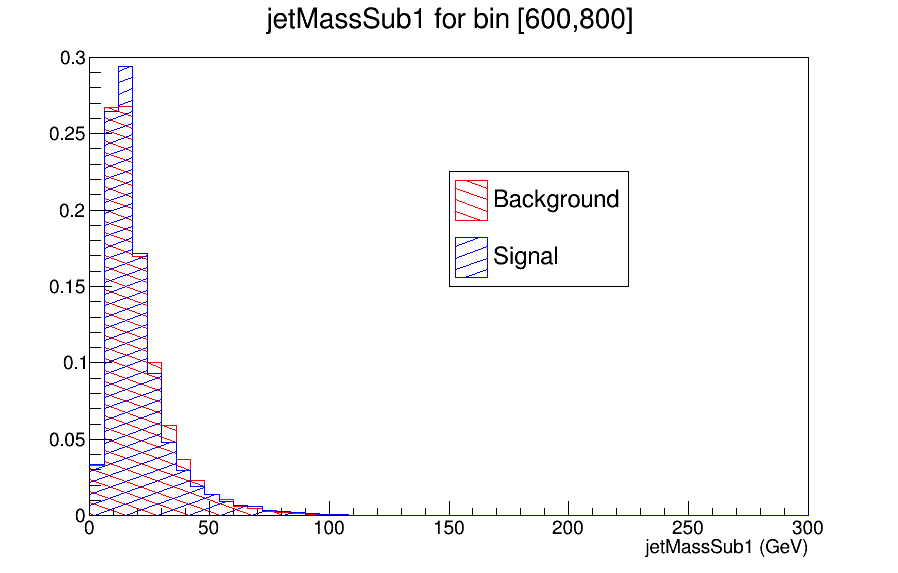 jetMassSub1 for bin [600,800]
0.3
0.25
0.2
0.15
0.1
0.05
0
Background
Signal
0 50 100 150 200 250 300
jetMassSub1 (GeV)